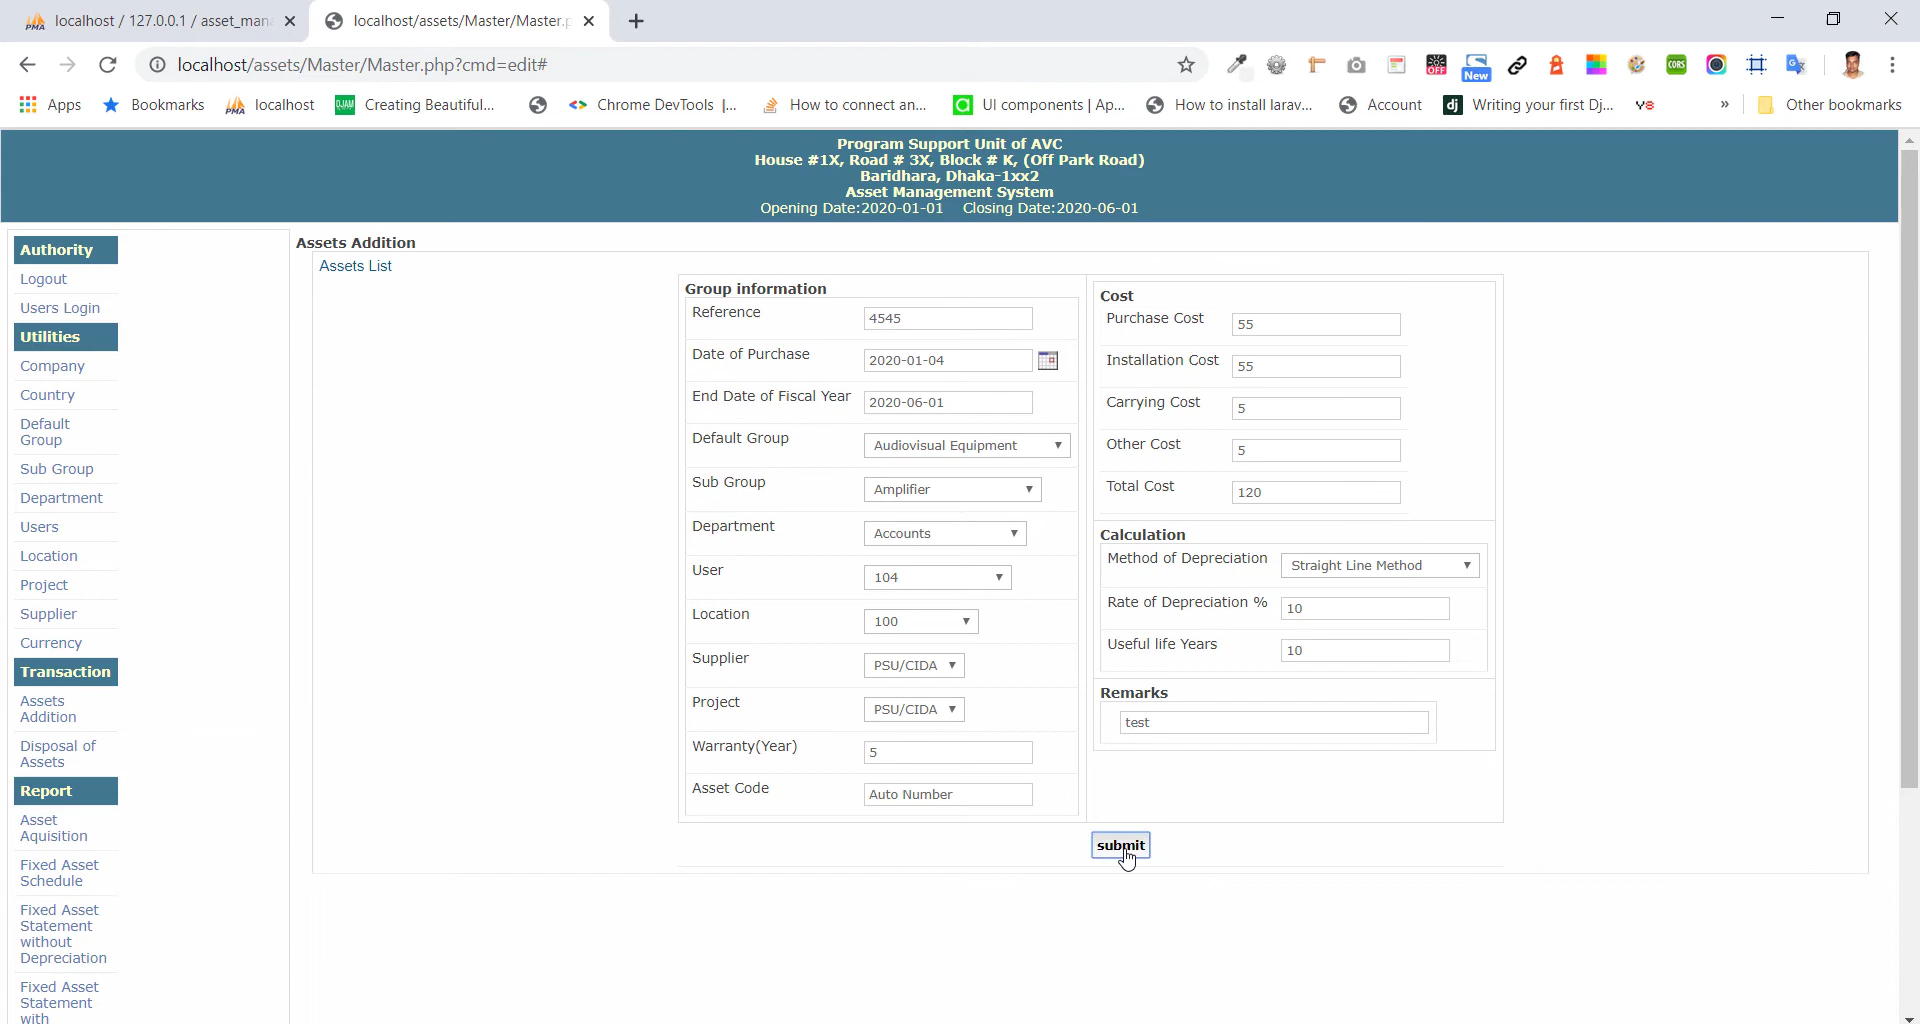 localhost / 127.0.0.1 / asset_man
localhost/assets/Master/Master.p
localhost/assets/Master/Master.php?cmd=edit#
OFF
New
CORS
Apps
Bookmarks
PMA
localhost
DJAM
Creating Beautiful...
Chrome DevTools |...
How to connect an...
UI components | Ap...
How to install larav...
Account
dj
Writing your first Dj...
»
Other bookmarks
Program Support Unit of AVC
House #1X, Road # 3X, Block # K, (Off Park Road)
Baridhara, Dhaka-1xx2
Asset Management System
Opening Date:2020-01-01 Closing Date:2020-06-01
Authority
Logout
Users Login
Utilities
Company
Country
Default
Group
Sub Group
Department
Users
Location
Project
Supplier
Currency
Transaction
Assets
Addition
Disposal of
Assets
Report
Asset
Aquisition
Fixed Asset
Schedule
Fixed Asset
Statement
without
Depreciation
Fixed Asset
Statement
with
Assets Addition
Assets List
Group information
Reference 4545
Date of Purchase 2020-01-04
End Date of Fiscal Year 2020-06-01
Default Group Audiovisual Equipment
Sub Group Amplifier
Department Accounts
User 104
Location 100
Supplier PSU/CIDA
Project PSU/CIDA
Warranty(Year) 5
Asset Code Auto Number
Cost
Purchase Cost 55
Installation Cost 55
Carrying Cost 5
Other Cost 5
Total Cost 120
Calculation
Method of Depreciation Straight Line Method
Rate of Depreciation % 10
Useful life Years 10
Remarks
test
submit